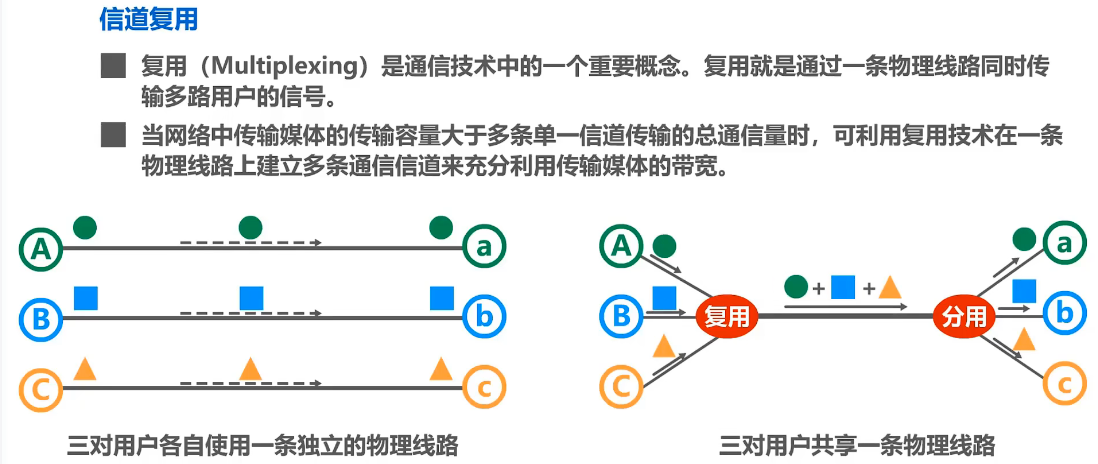 信道复用
复用（Multiplexing）是通信技术中的一个重要概念。复用就是通过一条物理线路同时传
输多路用户的信号。
当网络中传输媒体的传输容量大于多条单一信道传输的总通信量时，可利用复用技术在一条
物理线路上建立多条通信信道来充分利用传输媒体的带宽。
A a
B b
C c
三对用户各自使用一条独立的物理线路
A a
B 复用 + + 分用 b
C c
三对用户共享一条物理线路